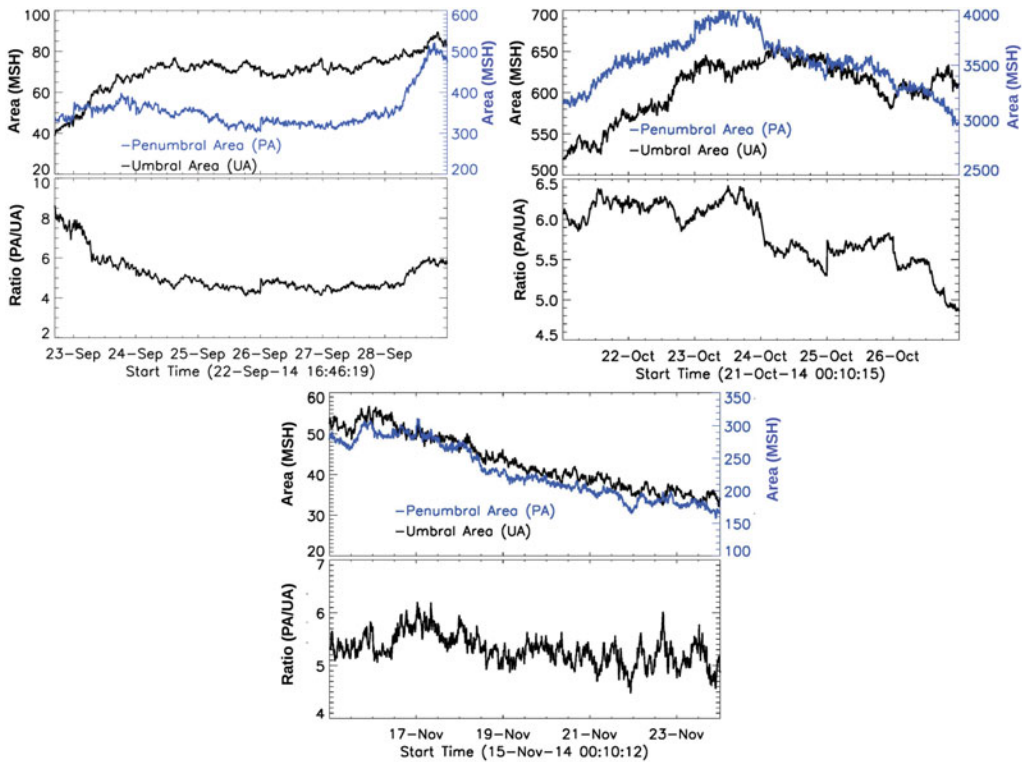 100
80
60
40
20
Area (MSH)
600
500
400
300
200
Area (MSH)
−Penumbral Area (PA)
−Umbral Area (UA)
10
8
6
4
2
Ratio (PA/UA)
23−Sep 24−Sep 25−Sep 26−Sep 27−Sep 28−Sep
Start Time (22−Sep−14 16:46:19)
700
650
600
550
500
Area (MSH)
4000
3500
3000
2500
Area (MSH)
−Penumbral Area (PA)
−Umbral Area (UA)
6.5
6.0
5.5
5.0
4.5
Ratio (PA/UA)
22−Oct 23−Oct 24−Oct 25−Oct 26−Oct
Start Time (21−Oct−14 00:10:15)
60
50
40
30
20
Area (MSH)
350
300
250
200
150
100
Area (MSH)
−Penumbral Area (PA)
−Umbral Area (UA)
7
6
5
4
Ratio (PA/UA)
17−Nov 19−Nov 21−Nov 23−Nov
Start Time (15−Nov−14 00:10:12)